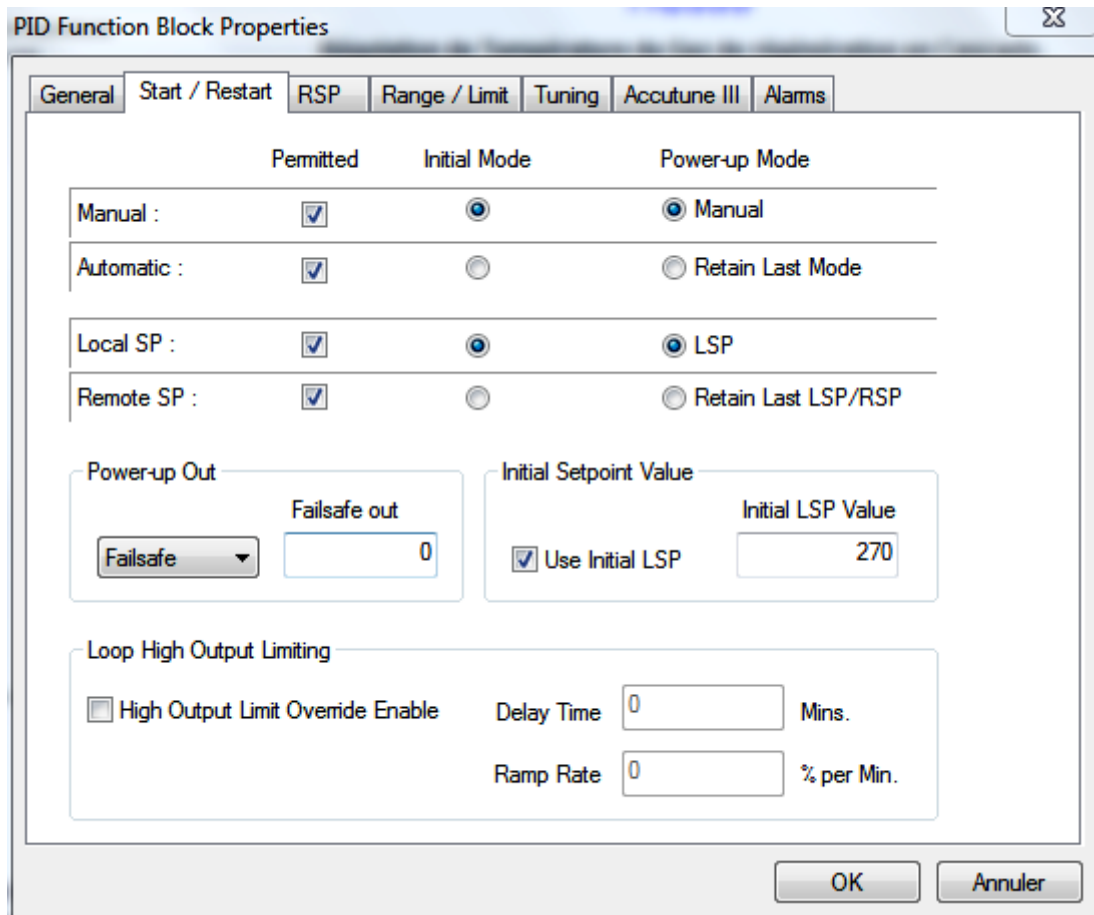 PID Function Block Properties
General Start / Restart RSP Range / Limit Tuning Accutune III Alarms
Permitted Initial Mode Power-up Mode
Manual : Manual
Automatic : Retain Last Mode
Local SP : LSP
Remote SP : Retain Last LSP/RSP
Power-up Out Initial Setpoint Value
Failsafe out Initial LSP Value
Failsafe 0 Use Initial LSP 270
Loop High Output Limiting
High Output Limit Override Enable Delay Time 0 Mins.
Ramp Rate 0 % per Min.
OK Annuler